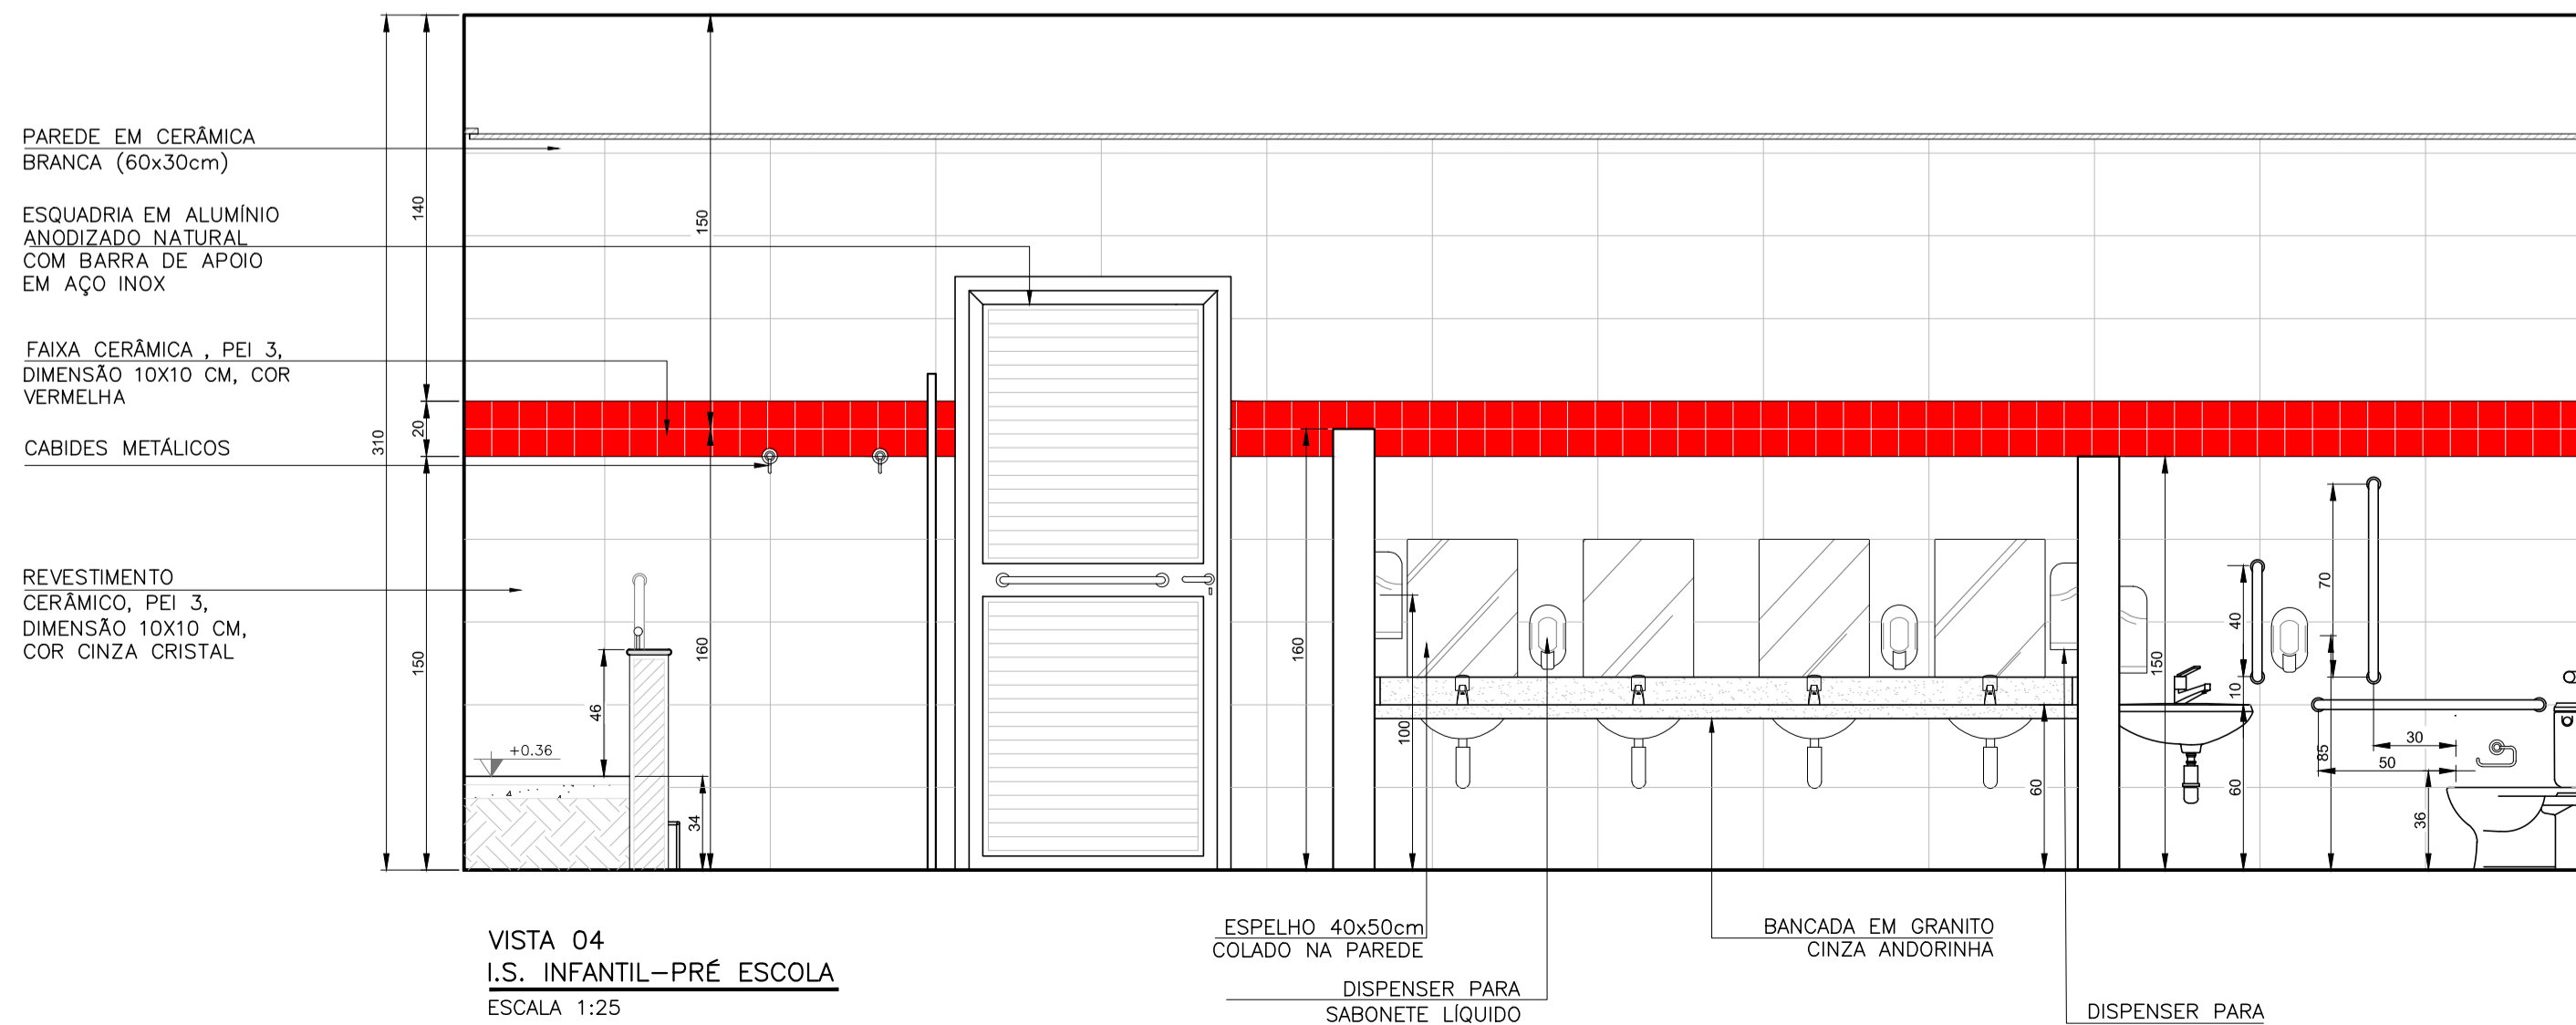 PAREDE EM CERÂMICA
BRANCA (60x30cm)
ESQUADRIA EM ALUMÍNIO
ANODIZADO NATURAL
COM BARRA DE APOIO
EM AÇO INOX
FAIXA CERÂMICA , PEI 3,
DIMENSÃO 10X10 CM, COR
VERMELHA
CABIDES METÁLICOS
REVESTIMENTO
CERÂMICO, PEI 3,
DIMENSÃO 10X10 CM,
COR CINZA CRISTAL
310
140
20
150
150
160
46
+0.36
34
160
100
60
150
40
10
60
70
85
30
50
36
ESPELHO 40x50cm
COLADO NA PAREDE
DISPENSER PARA
SABONETE LÍQUIDO
BANCADA EM GRANITO
CINZA ANDORINHA
DISPENSER PARA
VISTA 04
I.S. INFANTIL-PRÉ ESCOLA
ESCALA 1:25